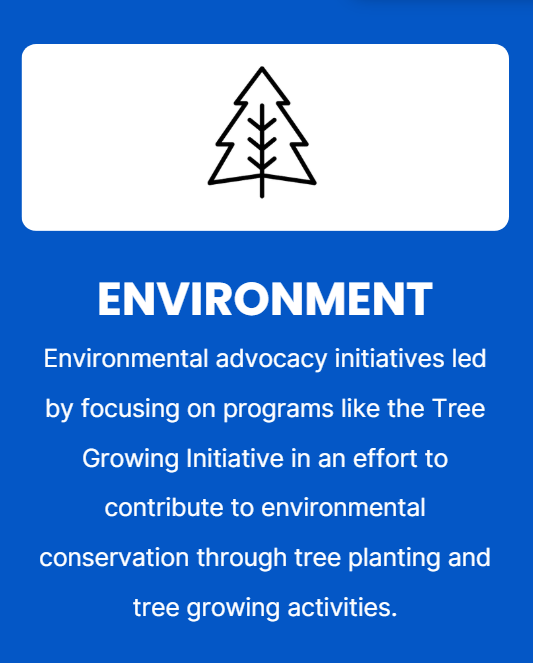 ENVIRONMENT
Environmental advocacy initiatives led
by focusing on programs like the Tree
Growing Initiative in an effort to
contribute to environmental
conservation through tree planting and
tree growing activities.